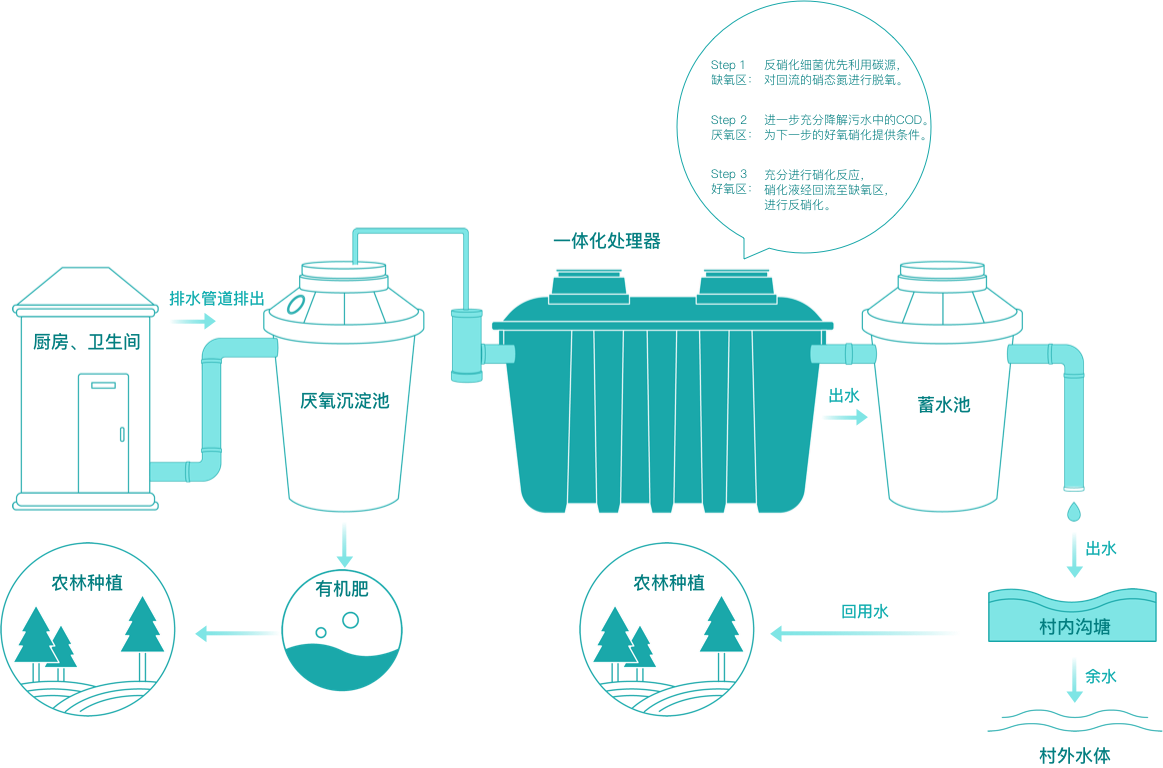 Step 1 反硝化细菌优先利用碳源，
缺氧区： 对回流的硝态氮进行脱氧。
Step 2 进一步充分降解污水中的COD。
厌氧区： 为下一步的好氧硝化提供条件。
Step 3 充分进行硝化反应，
好氧区： 硝化液经回流至缺氧区，
进行反硝化。
一体化处理器
排水管道排出
厨房、卫生间
厌氧沉淀池
出水
蓄水池
出水
农林种植
有机肥
农林种植
回用水
村内沟塘
余水
村外水体